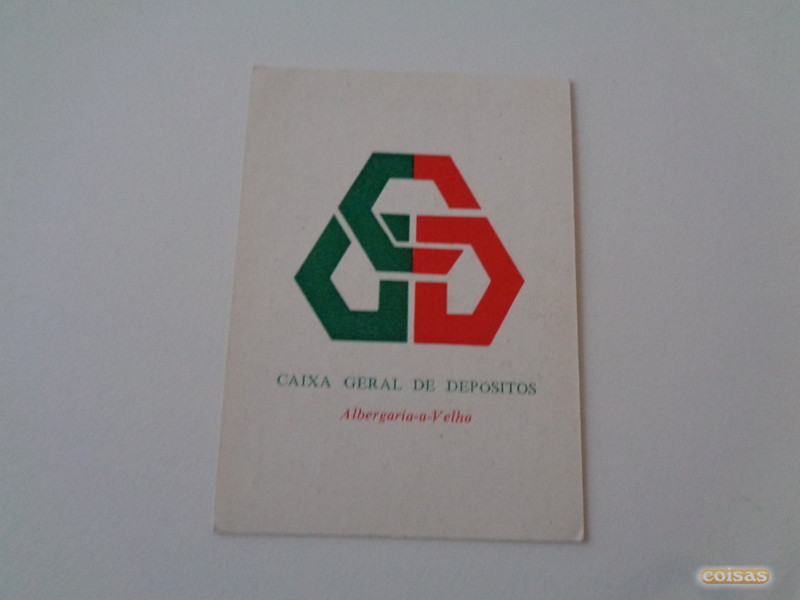 CAIXA GERAL DE DEPOSITOS
Albergaria-a-Velha
coisas